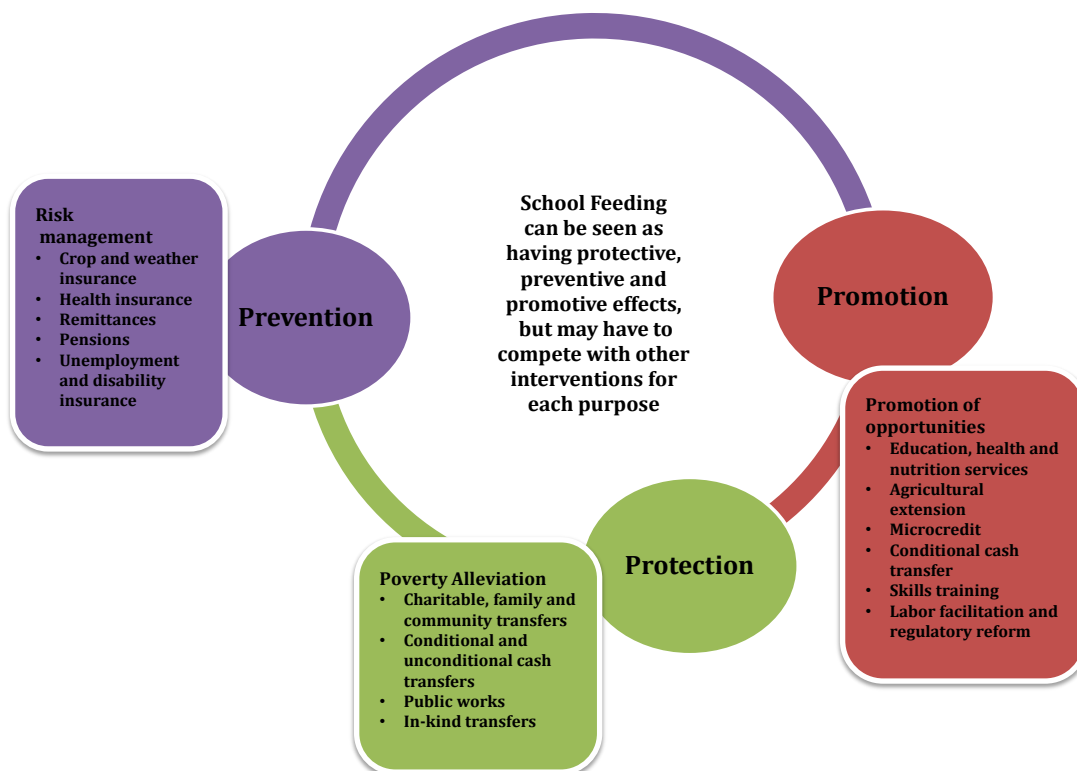 School Feeding
can be seen as
having protective,
preventive and
promotive effects,
but may have to
compete with other
interventions for
each purpose
Prevention
Risk
management
• Crop and weather
insurance
• Health insurance
• Remittances
• Pensions
• Unemployment
and disability
insurance
Promotion
Promotion of
opportunities
• Education, health and
nutrition services
• Agricultural
extension
• Microcredit
• Conditional cash
transfer
• Skills training
• Labor facilitation and
regulatory reform
Protection
Poverty Alleviation
• Charitable, family and
community transfers
• Conditional and
unconditional cash
transfers
• Public works
• In-kind transfers